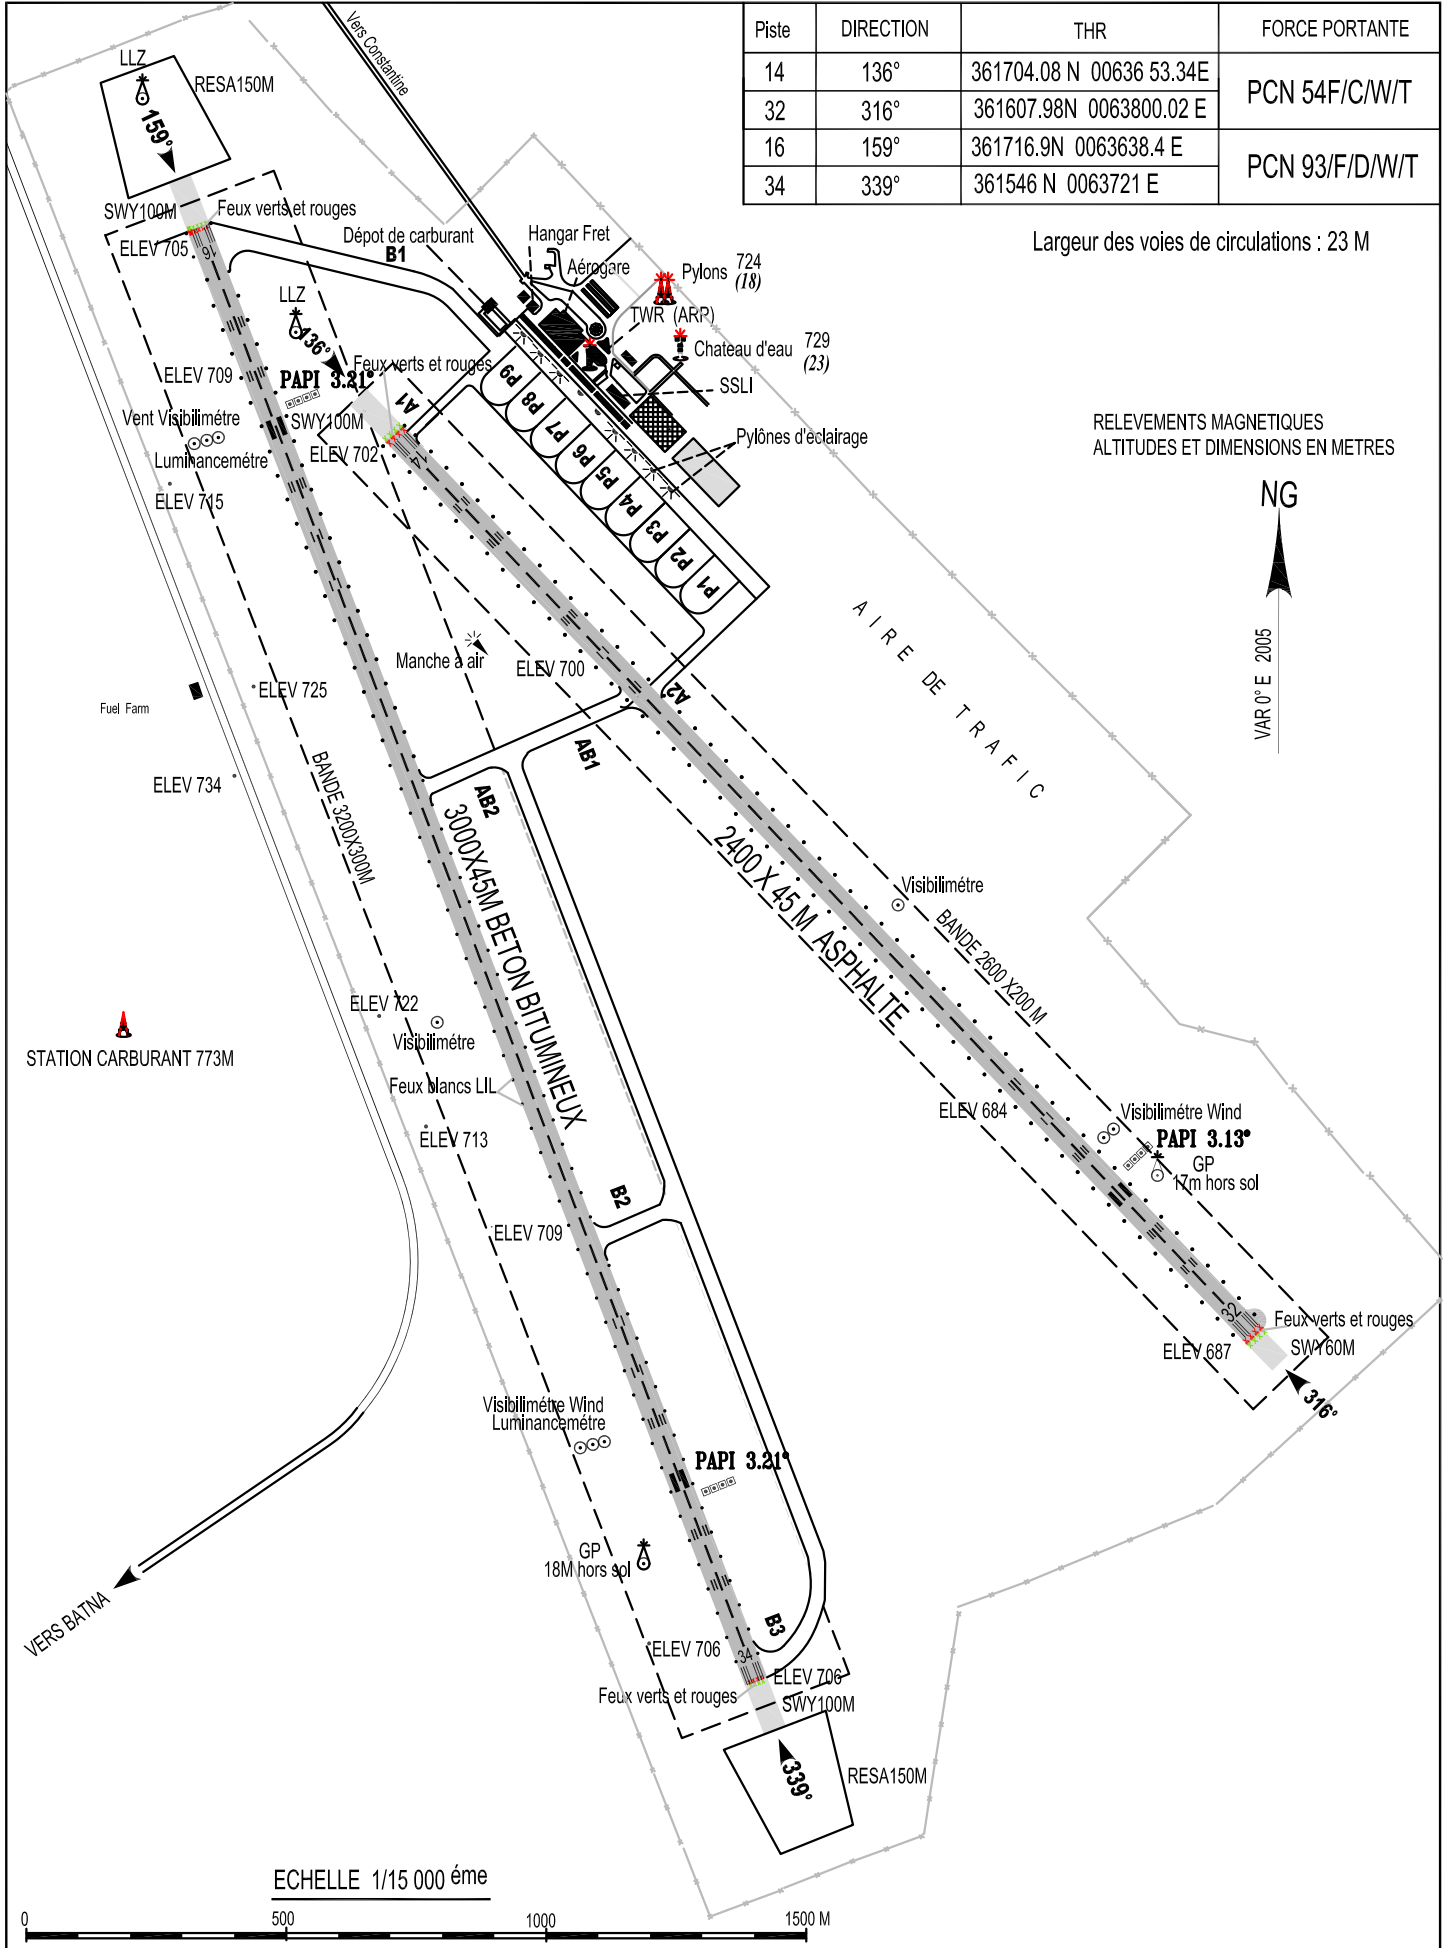 Piste DIRECTION THR FORCE PORTANTE
14 136° 361704.08 N 00636 53.34E PCN 54F/C/W/T
32 316° 361607.98N 0063800.02 E
16 159° 361716.9N 0063638.4 E PCN 93/F/D/W/T
34 339° 361546 N 0063721 E
Largeur des voies de circulations : 23 M
Vers Constantine
LLZ
RESA150M
159°
SWY100M
Feux verts et rouges
ELEV 705
16
Dépot de carburant
B1
Hangar Fret
Aérogare
Pylons 724
(18)
TWR (ARP)
Chateau d'eau 729
(23)
SSLI
Pylônes d'éclairage
LLZ
136°
Feux verts et rouges
ELEV 709
PAPI 3.21°
SWY100M
A1
ELEV 702
14
Vent Visibilimétre
Luminancemétre
ELEV 715
P9
P8
P7
P6
P5
P4
P3
P2
P1
RELEVEMENTS MAGNETIQUES
ALTITUDES ET DIMENSIONS EN METRES
NG
VAR 0° E 2005
AIRE DE TRAFIC
Manche à air
ELEV 700
A2
ELEV 725
Fuel Farm
AB1
ELEV 734
BANDE 3200X300M
AB2
3000X45M BETON BITUMINEUX
2400 X 45 M ASPHALTE
Visibilimétre
BANDE 2600 X200 M
ELEV 722
Visibilimétre
STATION CARBURANT 773M
Feux blancs LIL
ELEV 713
ELEV 684
Visibilimétre Wind
PAPI 3.13°
GP
17m hors sol
B2
ELEV 709
32
Feux verts et rouges
ELEV 687
SWY60M
316°
Visibilimétre Wind
Luminancemétre
PAPI 3.21°
GP
18M hors sol
VERS BATNA
B3
ELEV 706
34
ELEV 706
Feux verts et rouges
SWY100M
339°
RESA150M
ECHELLE 1/15 000 éme
0 500 1000 1500 M